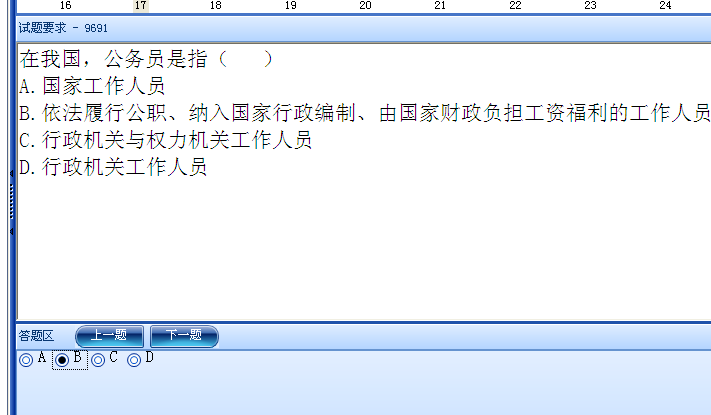 16 17 18 19 20 21 22 23 24
试题要求 - 9691
在我国，公务员是指（　　）
A.国家工作人员
B.依法履行公职、纳入国家行政编制、由国家财政负担工资福利的工作人员
C.行政机关与权力机关工作人员
D.行政机关工作人员
答题区 上一题 下一题
A B C D